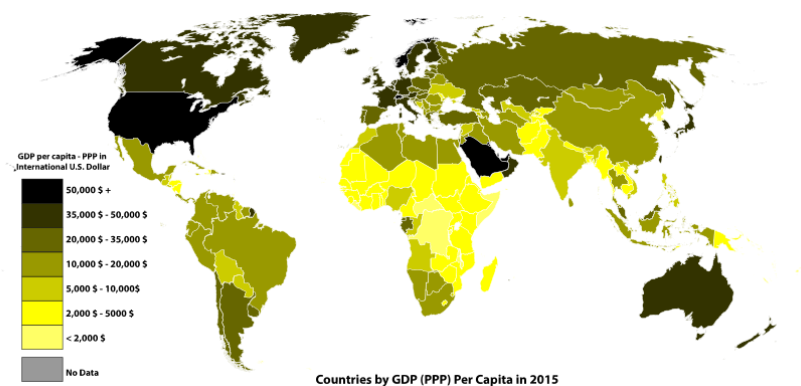 GDP per capita - PPP in
International U.S. Dollar
50,000 $ +
35,000 $ - 50,000 $
20,000 $ - 35,000 $
10,000 $ - 20,000 $
5,000 $ - 10,000$
2,000 $ - 5000 $
< 2,000 $
No Data
Countries by GDP (PPP) Per Capita in 2015